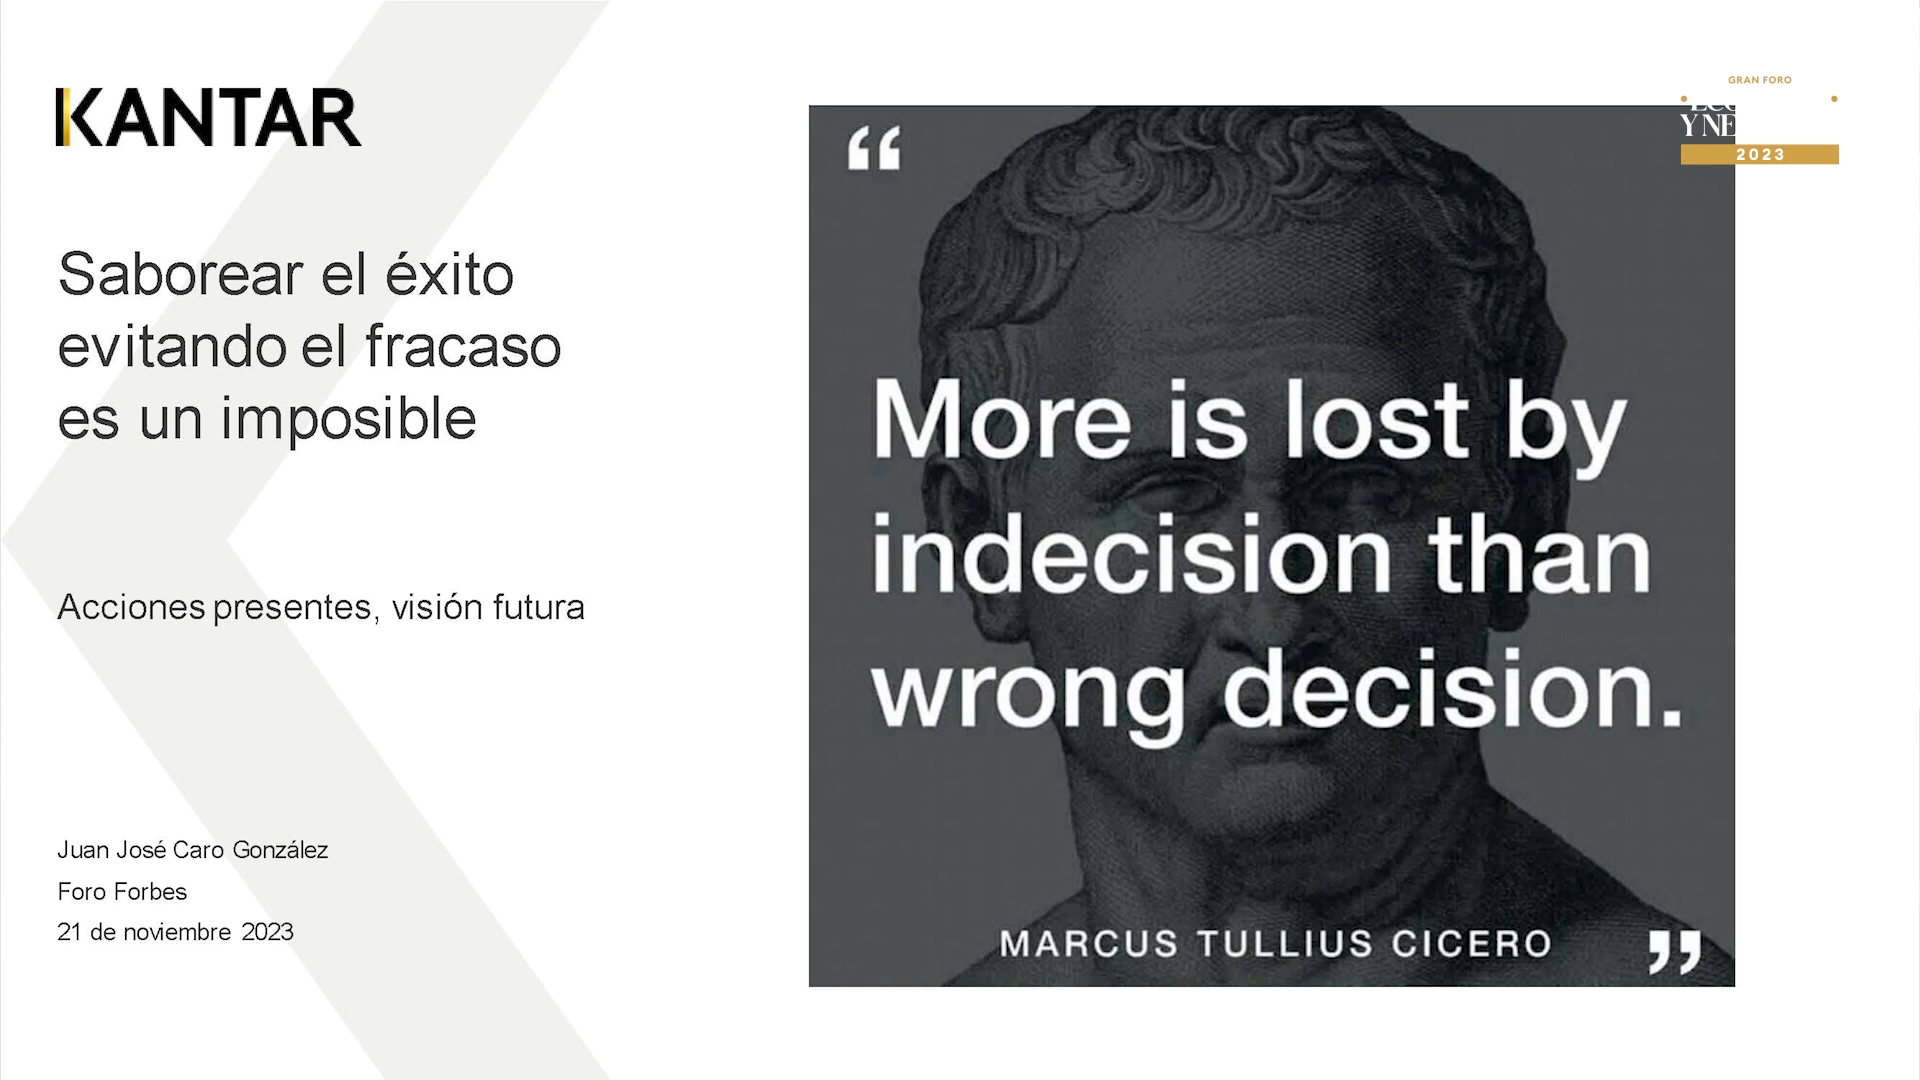 KANTAR
Saborear el éxito
evitando el fracaso
es un imposible
Acciones presentes, visión futura
Juan José Caro González
Foro Forbes
21 de noviembre 2023
“
More is lost by
indecision than
wrong decision.
MARCUS TULLIUS CICERO
”
GRAN FORO
Y NE
2023